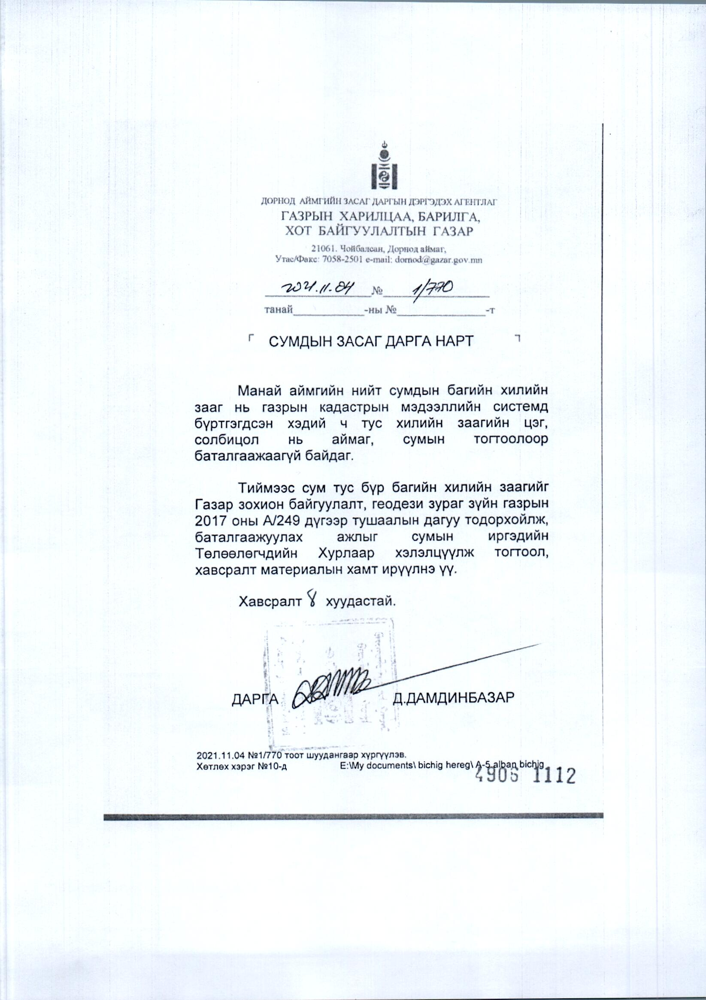 ДОРНОД АЙМГИЙН ЗАСАГ ДАРГЫН ДЭРГЭДЭХ АГЕНТЛАГ
ГАЗРЫН ХАРИЛЦАА, БАРИЛГА,
ХОТ БАЙГУУЛАЛТЫН ГАЗАР
21061. Чойбалсан, Дорнод аймаг,
Утас/Факс: 7058-2501 e-mail: dornod@gazar.gov.mn
2021.11.04 № 1/770
танай____________-ны №_______________-т
СУМДЫН ЗАСАГ ДАРГА НАРТ
Манай аймгийн нийт сумдын багийн хилийн
зааг нь газрын кадастрын мэдээллийн системд
бүртгэгдсэн хэдий ч тус хилийн заагийн цэг,
солбицол нь аймаг, сумын тогтоолоор
баталгаажаагүй байдаг.
Тиймээс сум тус бүр багийн хилийн заагийг
Газар зохион байгуулалт, геодези зураг зүйн газрын
2017 оны А/249 дүгээр тушаалын дагуу тодорхойлж,
баталгаажуулах ажлыг сумын иргэдийн
Төлөөлөгчдийн Хурлаар хэлэлцүүлж тогтоол,
хавсралт материалын хамт ирүүлнэ үү.
Хавсралт 8 хуудастай.
ДАРГА Д.ДАМДИНБАЗАР
2021.11.04 №1/770 тоот шуудангаар хүргүүлэв.
Хөтлөх хэрэг №10-д E:\My documents\ bichig hereg\ A-5 alban bichig
4906 1112